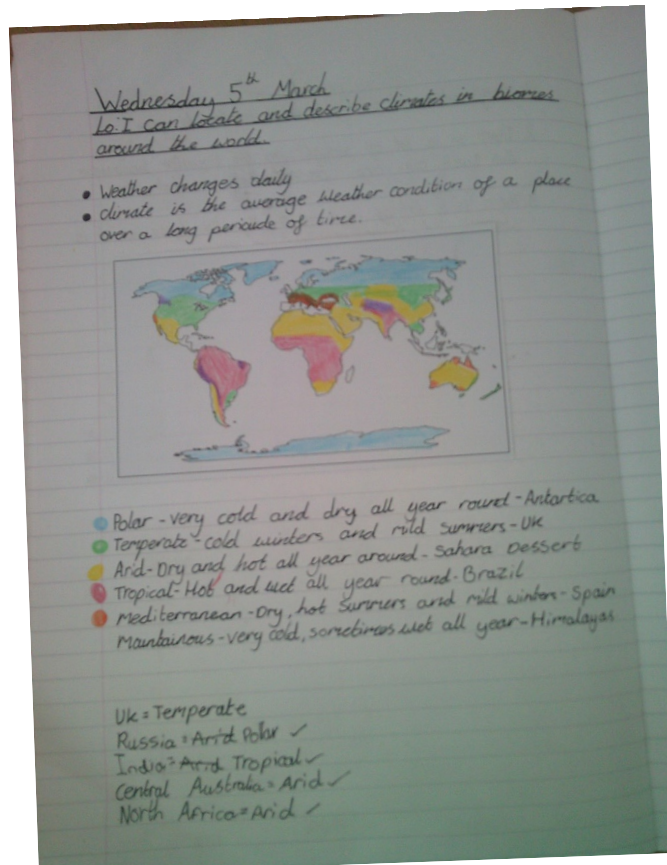 Wednesday 5th March
Lo: I can locate and describe climates in biomes
around the world.
• Weather changes daily
• climate is the average weather condition of a place
over a long periode of time.
Polar - very cold and dry all year round - Antartica
Temperate - cold winters and mild summers - UK
Arid - Dry and hot all year around - Sahara Dessert
Tropical - Hot and wet all year round - Brazil
Mediterranean - Dry, hot summers and mild winters - Spain
Maintainous - very cold, sometimes wet all year - Himalayas
UK = Temperate
Russia = Arid Polar ✓
India = Arid Tropical ✓
Central Australia = Arid ✓
North Africa = Arid ✓